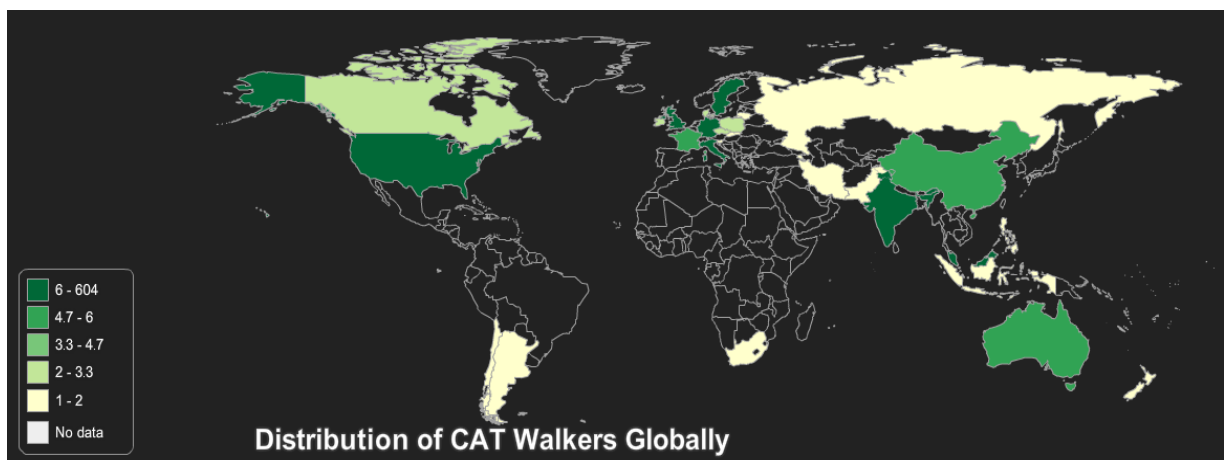 6 - 604
4.7 - 6
3.3 - 4.7
2 - 3.3
1 - 2
No data
Distribution of CAT Walkers Globally